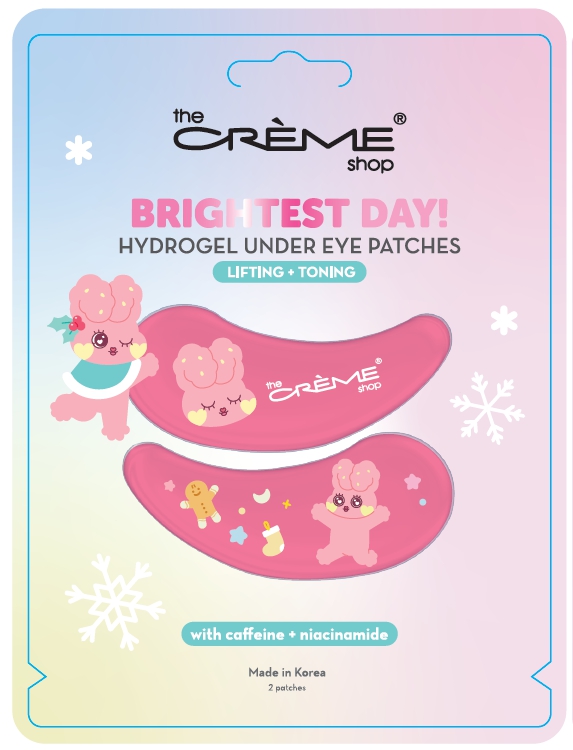 the
CRÈME®
shop
BRIGHTEST DAY!
HYDROGEL UNDER EYE PATCHES
LIFTING + TONING
the
CRÈME®
shop
with caffeine + niacinamide
Made in Korea
2 patches